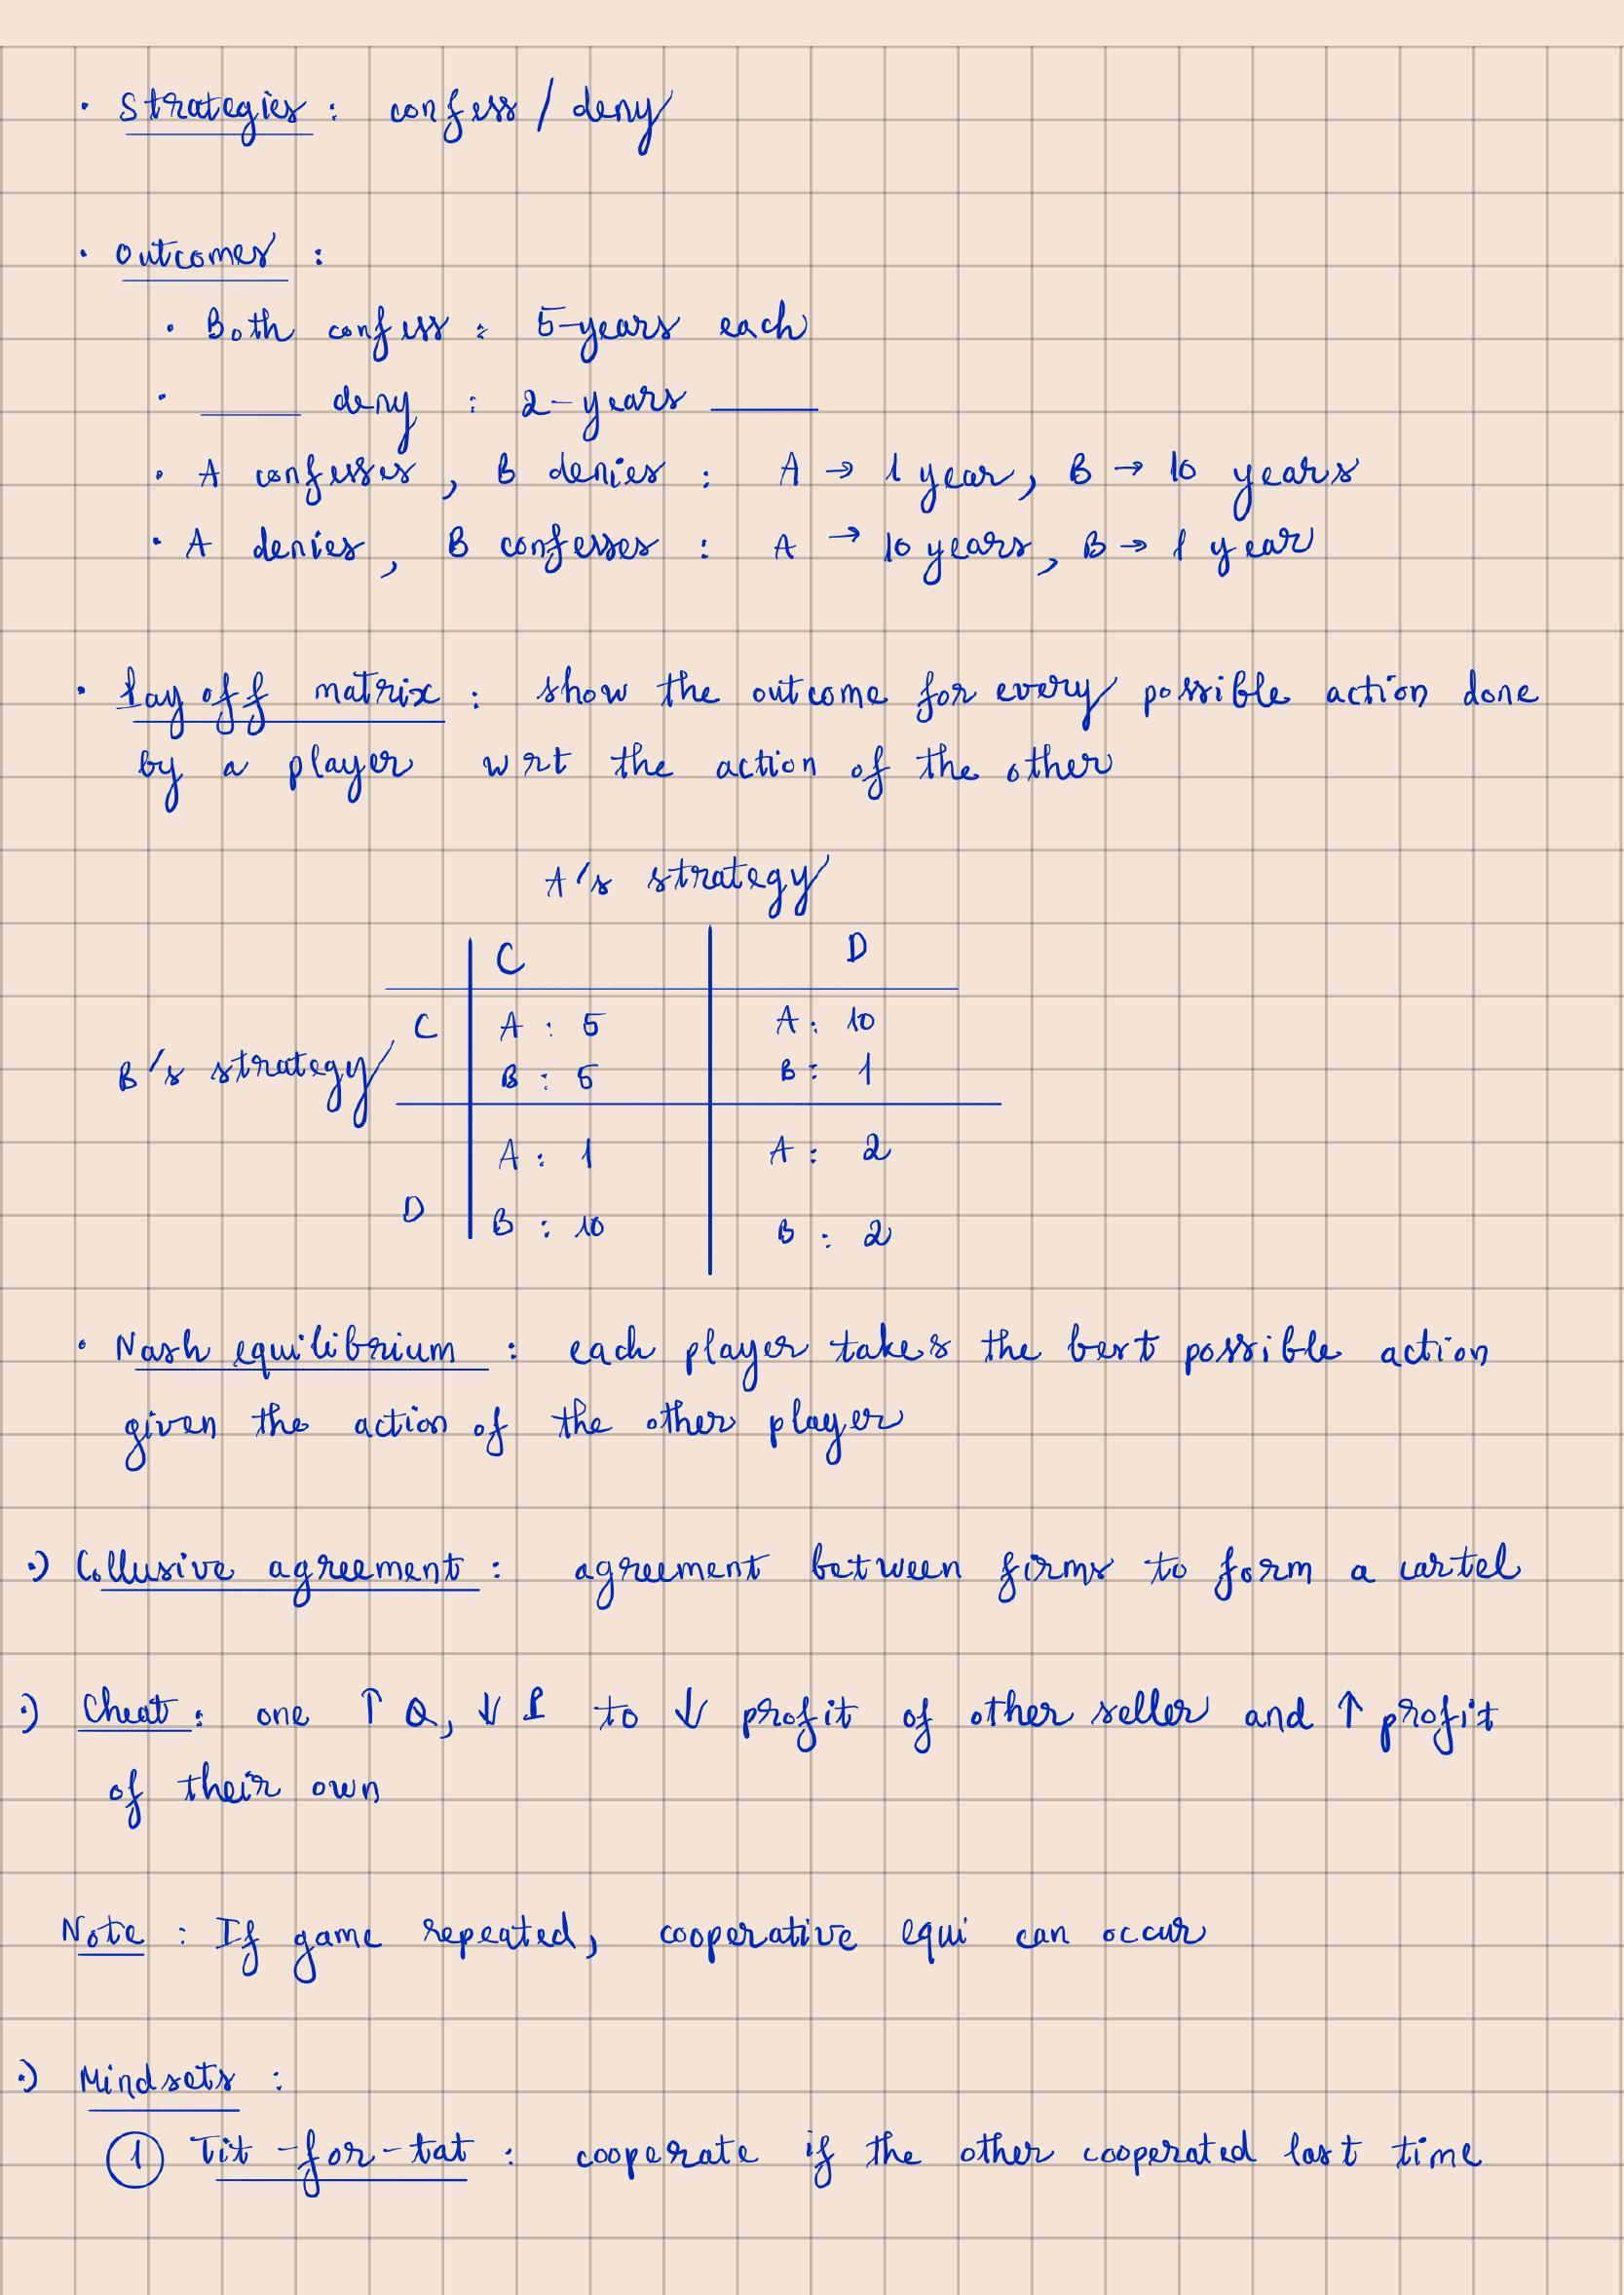 · Strategies : confess / deny
· Outcomes :
· Both confess : 5-years each
· —— deny : 2-years ——
· A confesses, B denies : A → 1 year, B → 10 years
· A denies, B confesses : A → 10 years, B → 1 year
· Pay off matrix : show the outcome for every possible action done
by a player wrt the action of the other
A's strategy
C D
C A : 5 A : 10
B's strategy B : 5 B : 1
A : 1 A : 2
D B : 10 B : 2
· Nash equilibrium : each player takes the best possible action
given the action of the other player
·) Collusive agreement : agreement between firms to form a cartel
·) Cheat : one ↑ Q, ↓ P to ↓ profit of other seller and ↑ profit
of their own
Note : If game repeated, cooperative equi can occur
·) Mindsets :
① Tit-for-tat : cooperate if the other cooperated last time